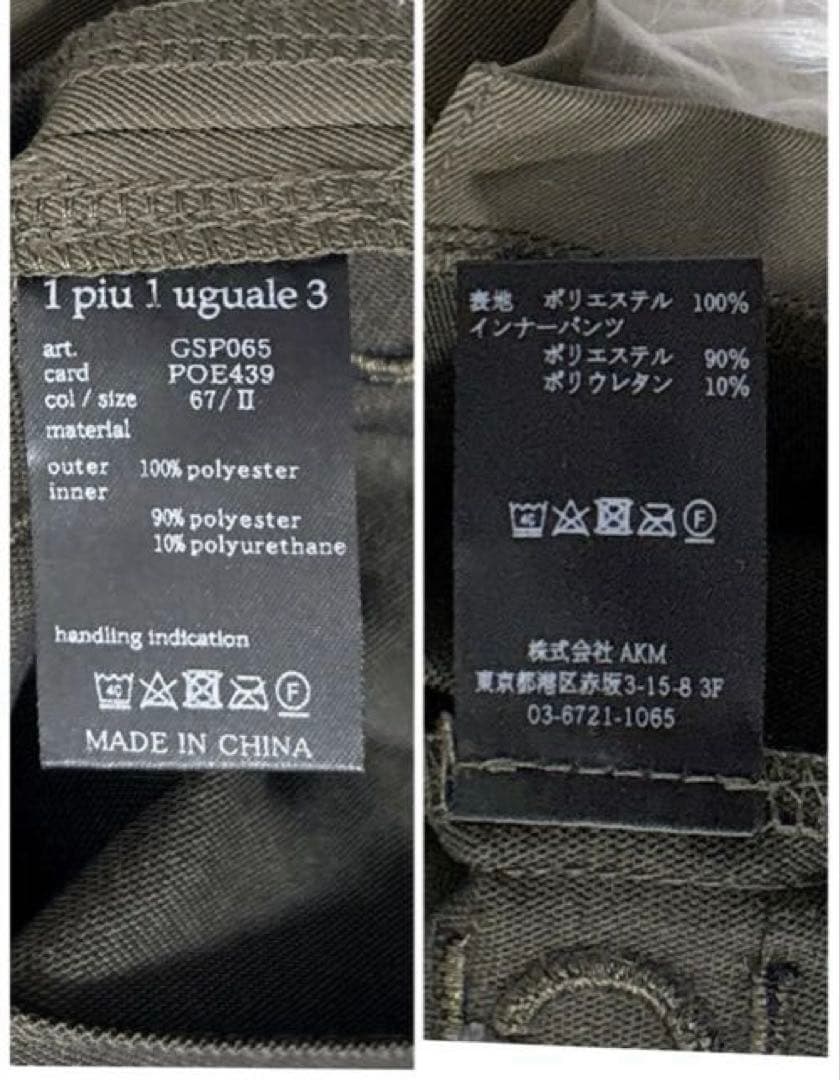 1 piu 1 uguale 3
art. GSP065
card POE439
col / size 67/Ⅱ
material
outer 100% polyester
inner
90% polyester
10% polyurethane
handling indication
40 F
MADE IN CHINA
表地 ポリエステル 100%
インナーパンツ
ポリエステル 90%
ポリウレタン 10%
40 F
株式会社 AKM
東京都港区赤坂3-15-8 3F
03-6721-1065